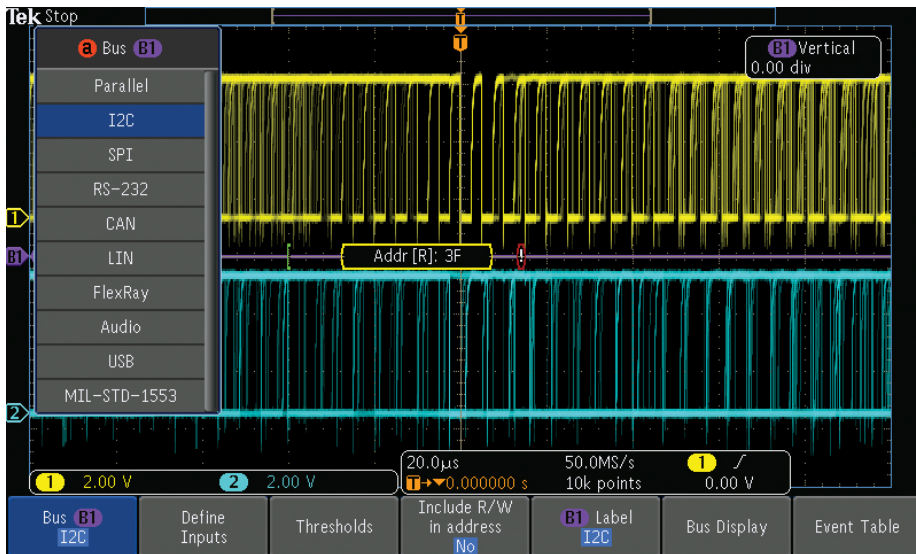 Tek Stop
T
T
a Bus B1
B1 Vertical
0.00 div
Parallel
I2C
SPI
RS-232
CAN
LIN
FlexRay
Audio
USB
MIL-STD-1553
1
B1
Addr[R]: 3F
!
2
1 2.00 V
2 2.00 V
20.0µs 50.0MS/s 1
T→▼0.000000 s 10k points 0.00 V
Bus B1
I2C
Define
Inputs
Thresholds
Include R/W
in address
No
B1 Label
I2C
Bus Display
Event Table